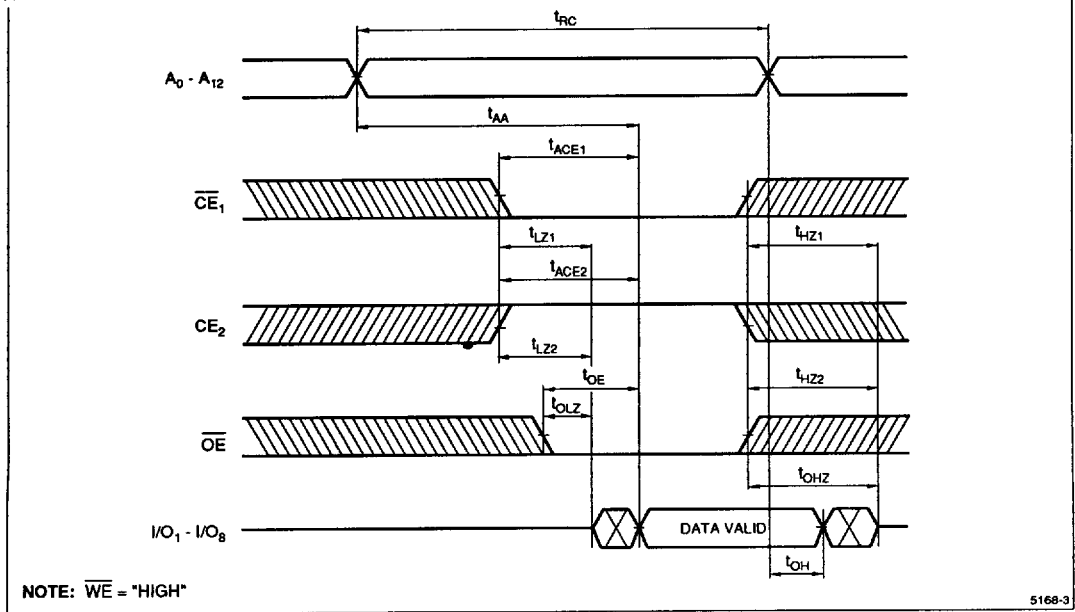 tRC
A0 - A12
tAA
tACE1
CE1
tLZ1
tHZ1
tACE2
CE2
tLZ2
tHZ2
tOE
tOLZ
OE
tOHZ
I/O1 - I/O8
DATA VALID
tOH
NOTE: WE = "HIGH"
5168-3